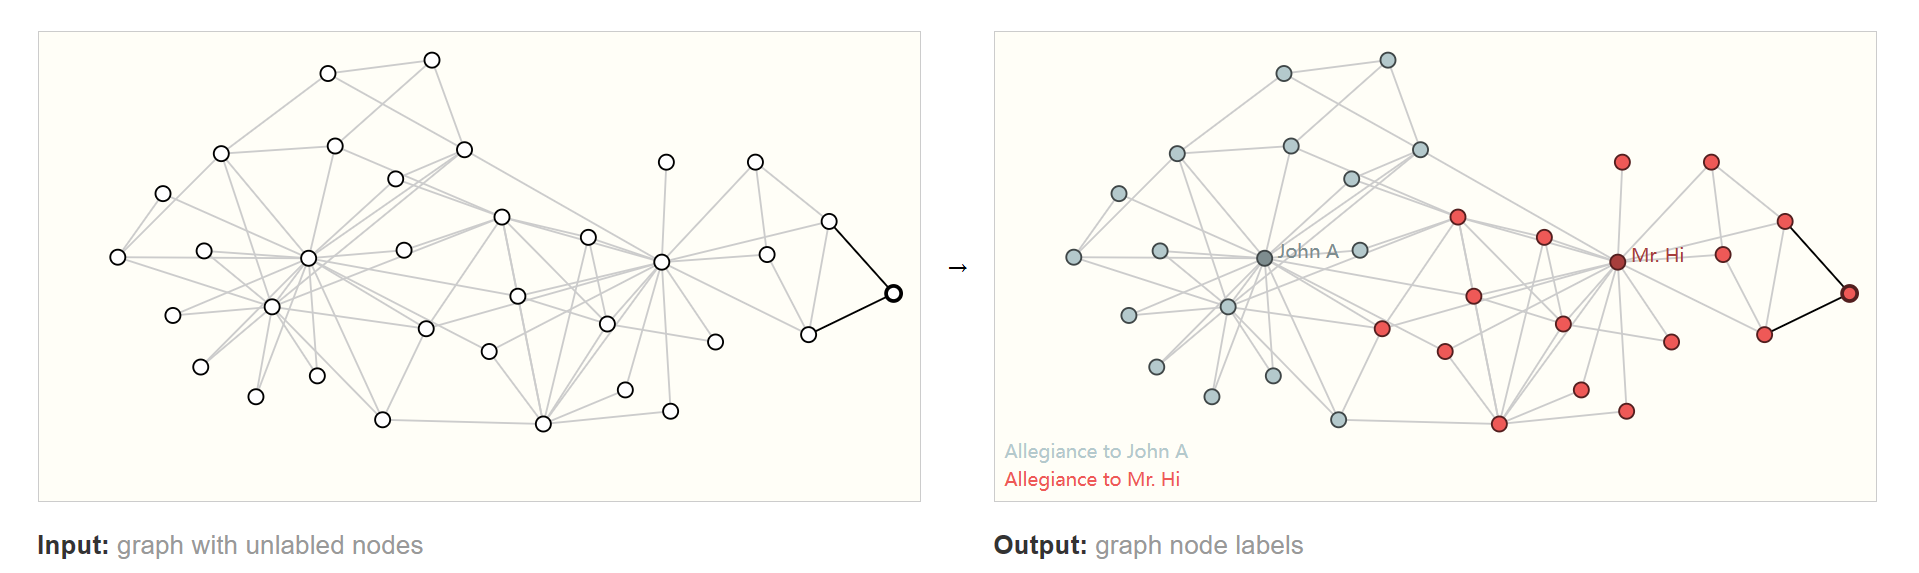 John A
Mr. Hi
→
Allegiance to John A
Allegiance to Mr. Hi
Input: graph with unlabled nodes
Output: graph node labels